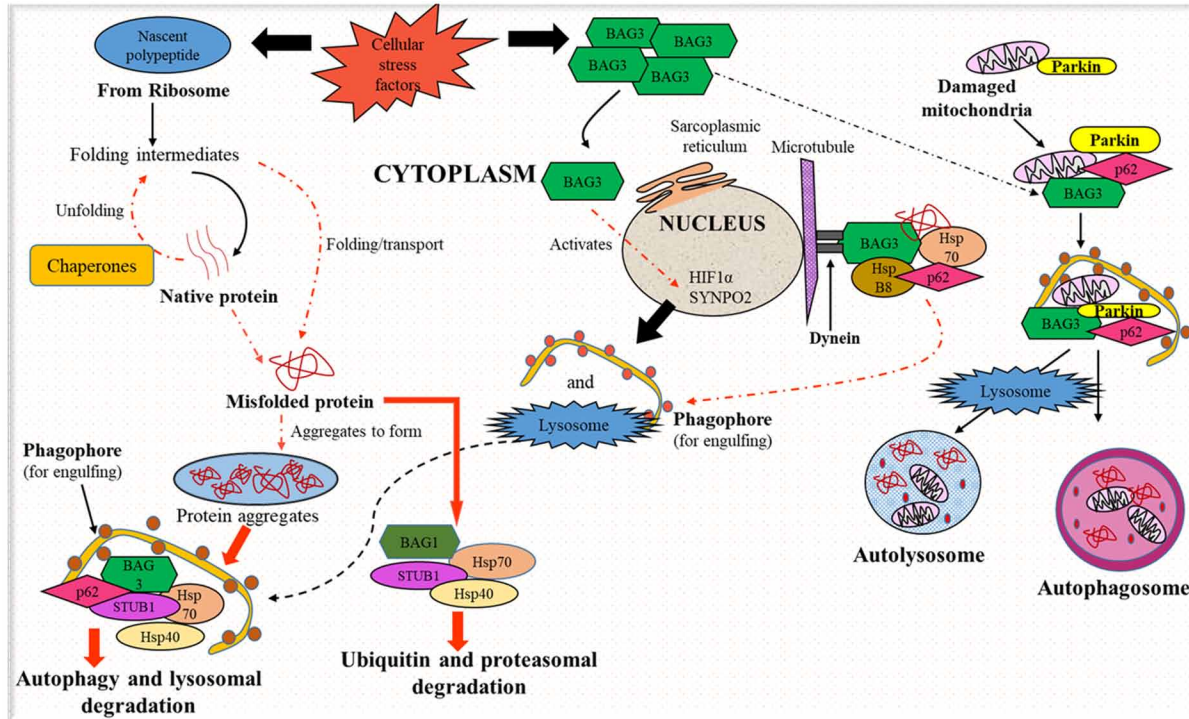 Nascent
polypeptide
From Ribosome
Cellular
stress
factors
BAG3
BAG3
BAG3
BAG3
Parkin
Damaged
mitochondria
Folding intermediates
Unfolding
Chaperones
Native protein
Folding/transport
CYTOPLASM
BAG3
Activates
Sarcoplasmic
reticulum
NUCLEUS
HIF1α
SYNPO2
Microtubule
BAG3
Hsp
70
Hsp
B8
p62
Dynein
Parkin
p62
BAG3
Parkin
BAG3
p62
Lysosome
Autolysosome
Autophagosome
and
Lysosome
Phagophore
(for engulfing)
Misfolded protein
Aggregates to form
Protein aggregates
Phagophore
(for engulfing)
BAG
3
p62
STUB1
Hsp
70
Hsp40
Autophagy and lysosomal
degradation
BAG1
Hsp70
STUB1
Hsp40
Ubiquitin and proteasomal
degradation